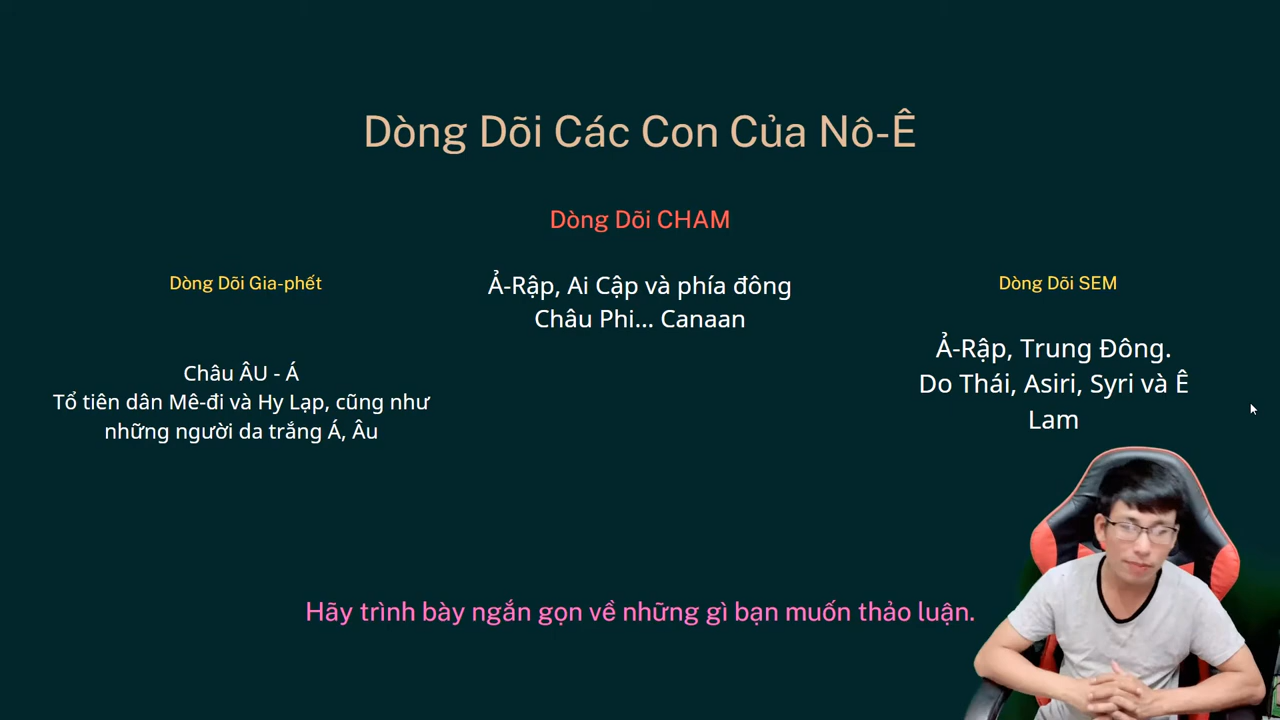 Dòng Dõi Các Con Của Nô-Ê
Dòng Dõi CHAM
Dòng Dõi Gia-phết
Châu ÂU - Á
Tổ tiên dân Mê-đi và Hy Lạp, cũng như
những người da trắng Á, Âu
Ả-Rập, Ai Cập và phía đông
Châu Phi... Canaan
Dòng Dõi SEM
Ả-Rập, Trung Đông.
Do Thái, Asiri, Syri và Ê
Lam
Hãy trình bày ngắn gọn về những gì bạn muốn thảo luận.